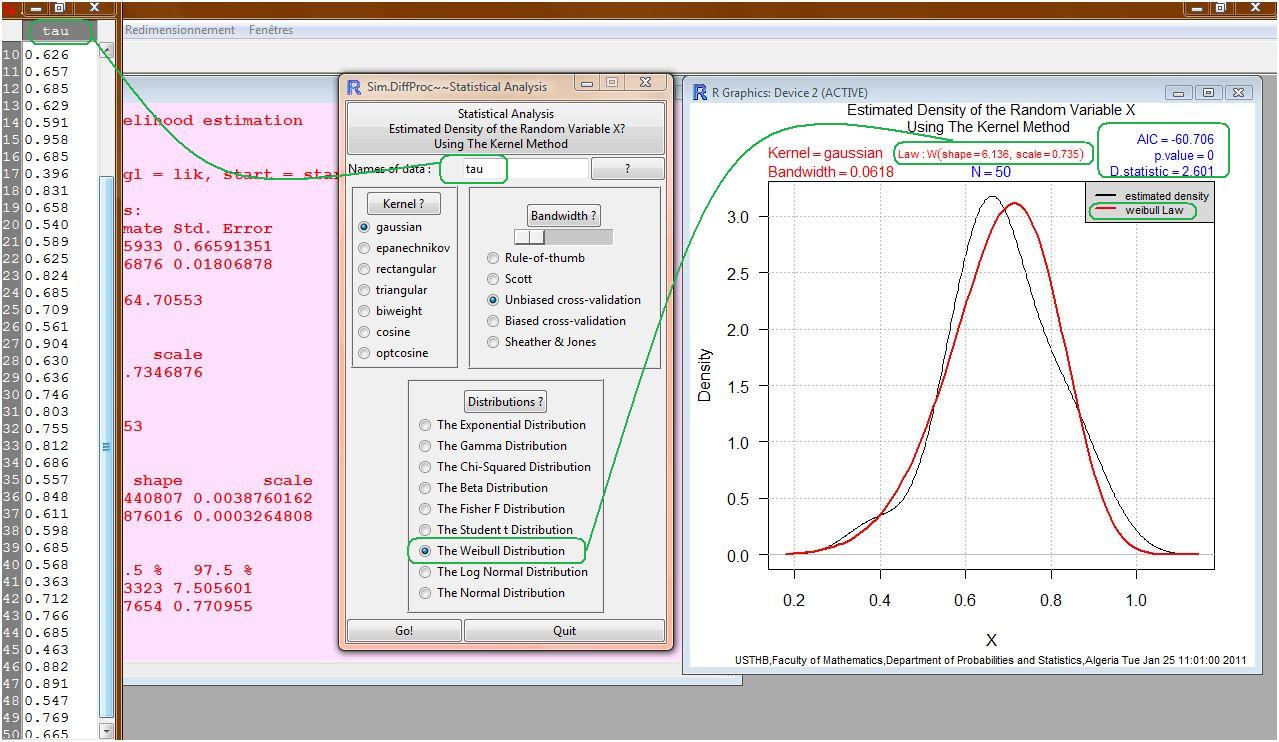 tau
10 0.626
11 0.657
12 0.685
13 0.629
14 0.591
15 0.958
16 0.685
17 0.396
18 0.831
19 0.658
20 0.540
21 0.589
22 0.625
23 0.824
24 0.685
25 0.709
26 0.561
27 0.904
28 0.630
29 0.636
30 0.746
31 0.803
32 0.755
33 0.812
34 0.686
35 0.557
36 0.848
37 0.611
38 0.598
39 0.685
40 0.568
41 0.363
42 0.712
43 0.766
44 0.685
45 0.463
46 0.882
47 0.891
48 0.547
49 0.769
50 0.665
Redimensionnement Fenêtres
elihood estimation
gl = lik, start = star
s:
mate Std. Error
5933 0.66591351
6876 0.01806878
64.70553
scale
.7346876
53
shape scale
440807 0.0038760162
876016 0.0003264808
.5 % 97.5 %
3323 7.505601
7654 0.770955
Sim.DiffProc~~Statistical Analysis
Statistical Analysis
Estimated Density of the Random Variable X?
Using The Kernel Method
Names of data : tau ?
Kernel ?
gaussian
epanechnikov
rectangular
triangular
biweight
cosine
optcosine
Bandwidth ?
Rule-of-thumb
Scott
Unbiased cross-validation
Biased cross-validation
Sheather & Jones
Distributions ?
The Exponential Distribution
The Gamma Distribution
The Chi-Squared Distribution
The Beta Distribution
The Fisher F Distribution
The Student t Distribution
The Weibull Distribution
The Log Normal Distribution
The Normal Distribution
Go! Quit
R Graphics: Device 2 (ACTIVE)
Estimated Density of the Random Variable X
Using The Kernel Method
Kernel = gaussian
Law : W(shape = 6.136, scale = 0.735)
Bandwidth = 0.0618
N = 50
AIC = -60.706
p.value = 0
D.statistic = 2.601
estimated density
weibull Law
Density
3.0
2.5
2.0
1.5
1.0
0.5
0.0
0.2 0.4 0.6 0.8 1.0
X
USTHB,Faculty of Mathematics,Department of Probabilities and Statistics,Algeria Tue Jan 25 11:01:00 2011